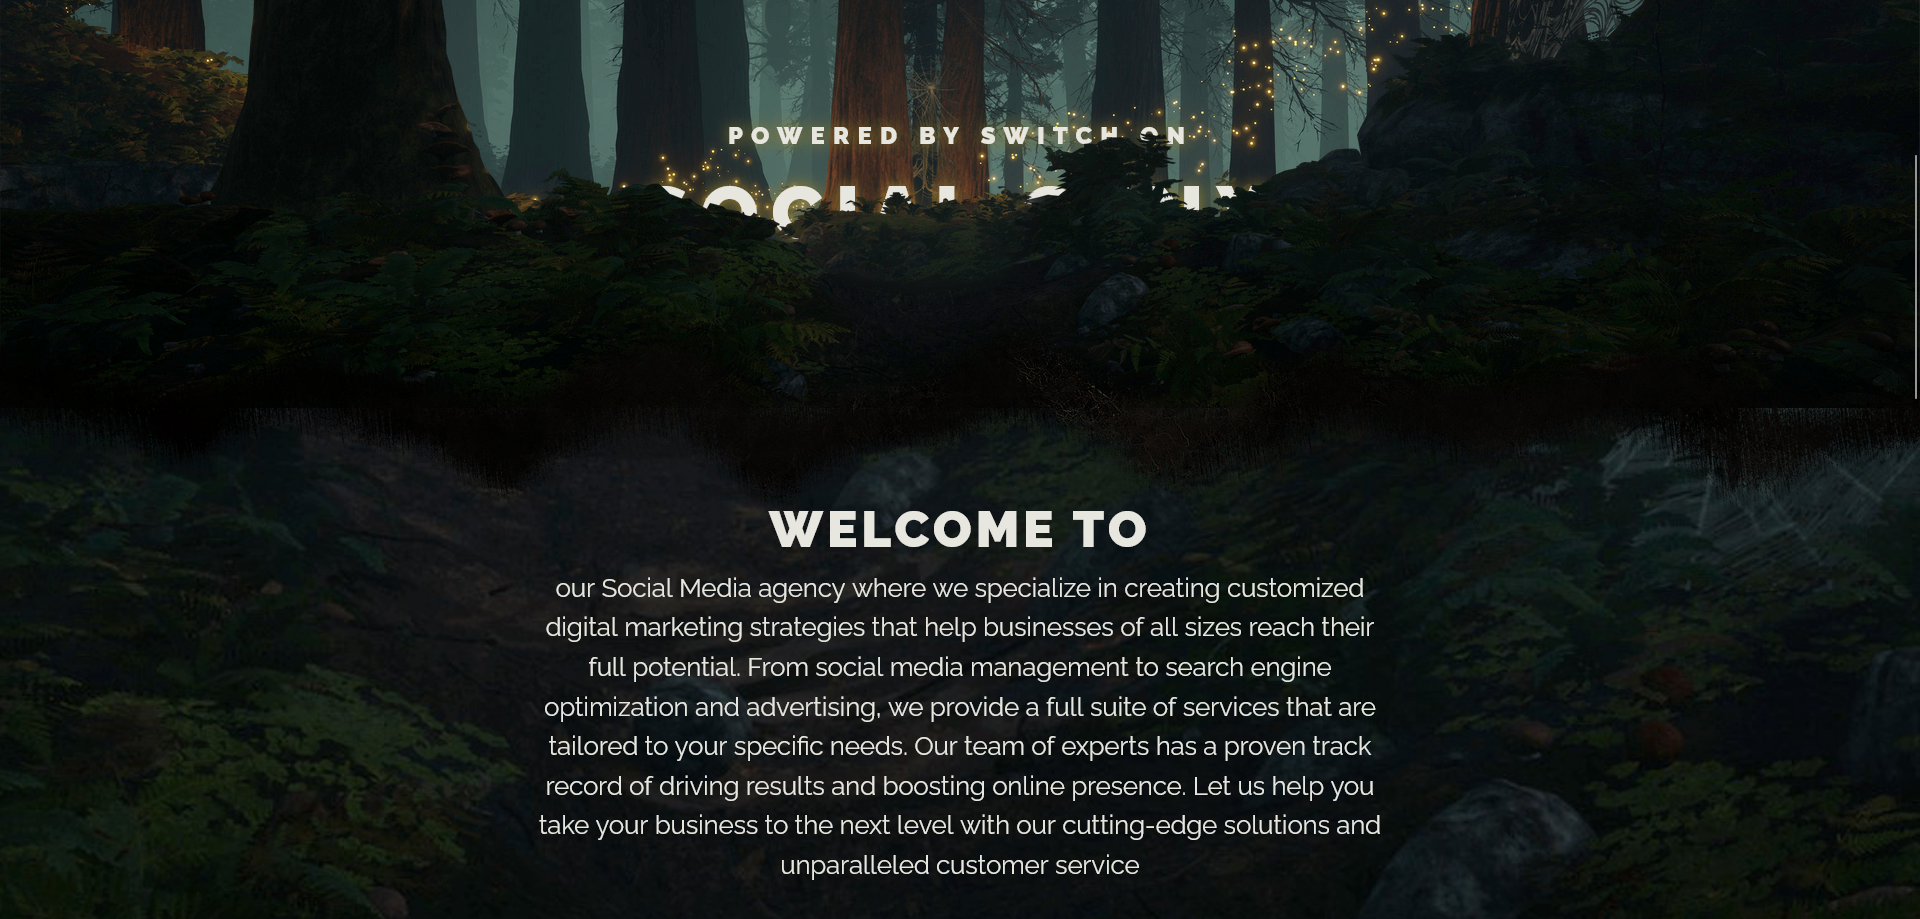 POWERED BY SWITCH ON
SOCIAL
WELCOME TO
our Social Media agency where we specialize in creating customized
digital marketing strategies that help businesses of all sizes reach their
full potential. From social media management to search engine
optimization and advertising, we provide a full suite of services that are
tailored to your specific needs. Our team of experts has a proven track
record of driving results and boosting online presence. Let us help you
take your business to the next level with our cutting-edge solutions and
unparalleled customer service